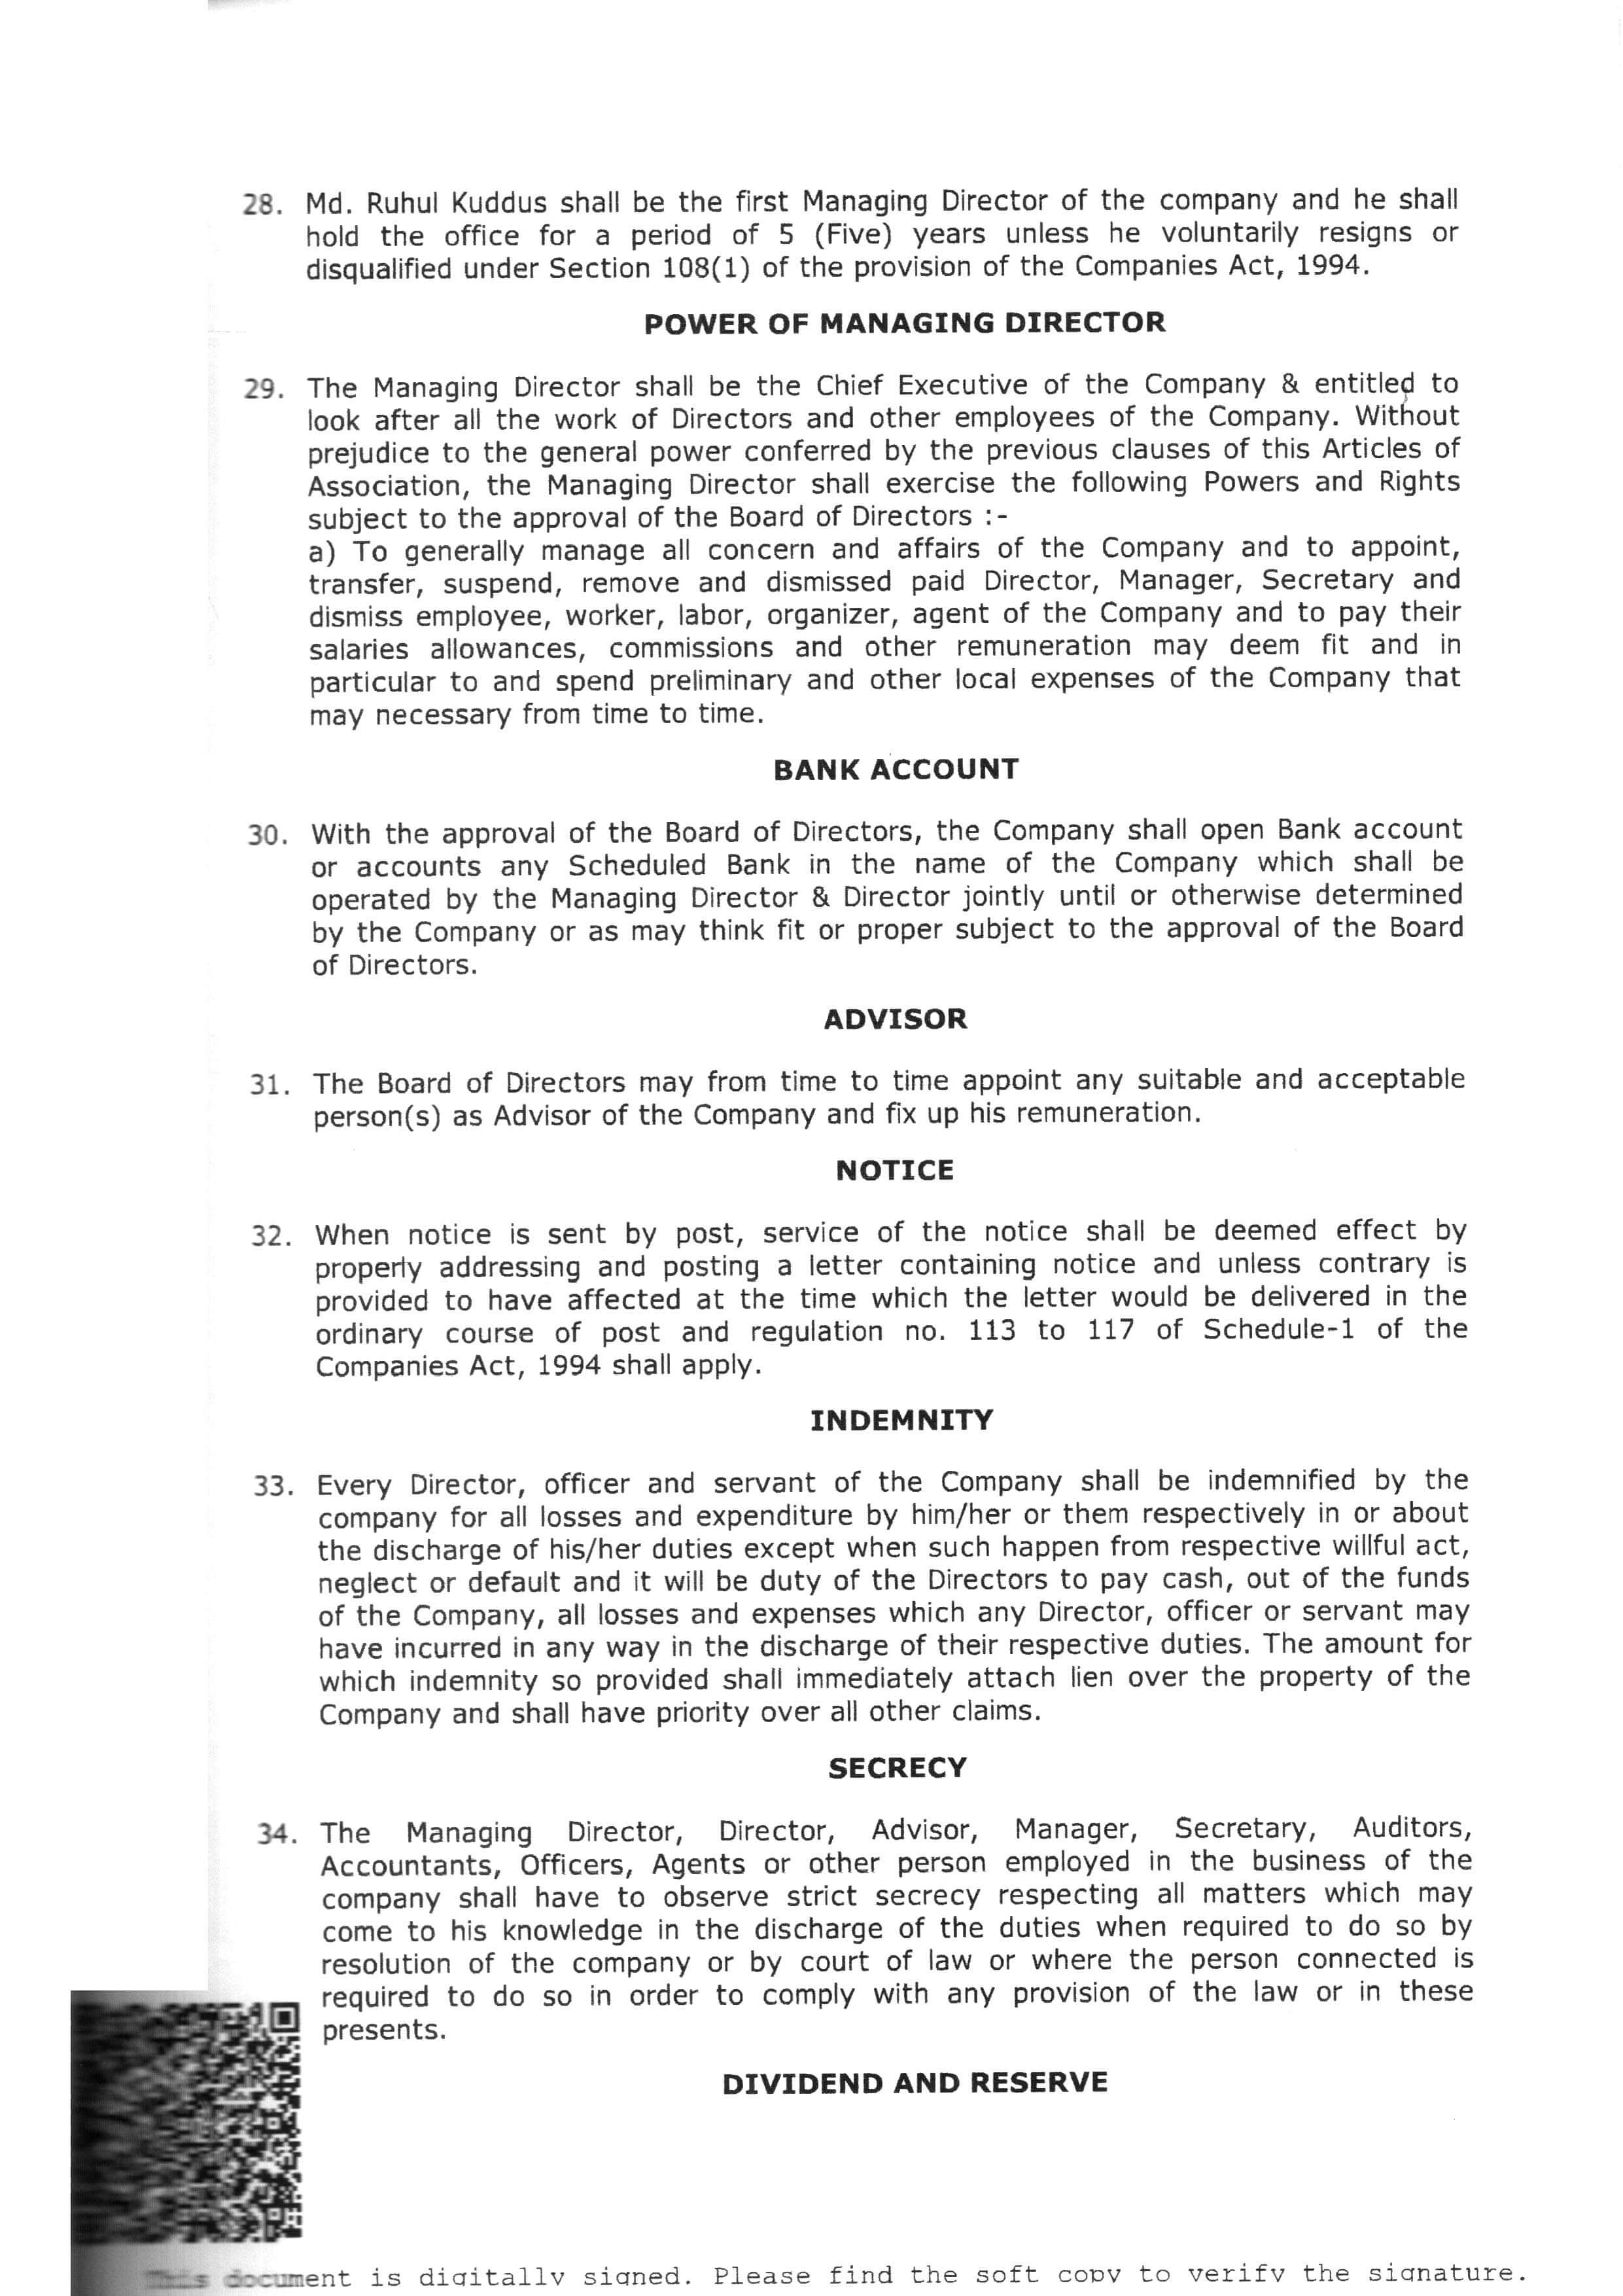 28. Md. Ruhul Kuddus shall be the first Managing Director of the company and he shall
hold the office for a period of 5 (Five) years unless he voluntarily resigns or
disqualified under Section 108(1) of the provision of the Companies Act, 1994.
POWER OF MANAGING DIRECTOR
29. The Managing Director shall be the Chief Executive of the Company & entitled to
look after all the work of Directors and other employees of the Company. Without
prejudice to the general power conferred by the previous clauses of this Articles of
Association, the Managing Director shall exercise the following Powers and Rights
subject to the approval of the Board of Directors :-
a) To generally manage all concern and affairs of the Company and to appoint,
transfer, suspend, remove and dismissed paid Director, Manager, Secretary and
dismiss employee, worker, labor, organizer, agent of the Company and to pay their
salaries allowances, commissions and other remuneration may deem fit and in
particular to and spend preliminary and other local expenses of the Company that
may necessary from time to time.
BANK ACCOUNT
30. With the approval of the Board of Directors, the Company shall open Bank account
or accounts any Scheduled Bank in the name of the Company which shall be
operated by the Managing Director & Director jointly until or otherwise determined
by the Company or as may think fit or proper subject to the approval of the Board
of Directors.
ADVISOR
31. The Board of Directors may from time to time appoint any suitable and acceptable
person(s) as Advisor of the Company and fix up his remuneration.
NOTICE
32. When notice is sent by post, service of the notice shall be deemed effect by
properly addressing and posting a letter containing notice and unless contrary is
provided to have affected at the time which the letter would be delivered in the
ordinary course of post and regulation no. 113 to 117 of Schedule-1 of the
Companies Act, 1994 shall apply.
INDEMNITY
33. Every Director, officer and servant of the Company shall be indemnified by the
company for all losses and expenditure by him/her or them respectively in or about
the discharge of his/her duties except when such happen from respective willful act,
neglect or default and it will be duty of the Directors to pay cash, out of the funds
of the Company, all losses and expenses which any Director, officer or servant may
have incurred in any way in the discharge of their respective duties. The amount for
which indemnity so provided shall immediately attach lien over the property of the
Company and shall have priority over all other claims.
SECRECY
34. The Managing Director, Director, Advisor, Manager, Secretary, Auditors,
Accountants, Officers, Agents or other person employed in the business of the
company shall have to observe strict secrecy respecting all matters which may
come to his knowledge in the discharge of the duties when required to do so by
resolution of the company or by court of law or where the person connected is
required to do so in order to comply with any provision of the law or in these
presents.
DIVIDEND AND RESERVE
This document is digitally signed. Please find the soft copy to verify the signature.